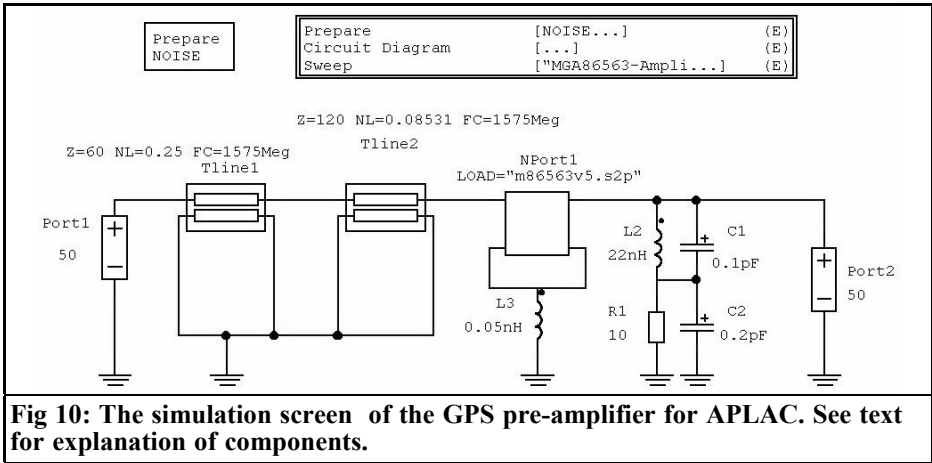 Prepare
NOISE
Prepare [NOISE...] (E)
Circuit Diagram [...] (E)
Sweep ["MGA86563-Ampli...] (E)
Z=120 NL=0.08531 FC=1575Meg
Tline2
Z=60 NL=0.25 FC=1575Meg
Tline1
NPort1
LOAD="m86563v5.s2p"
Port1
50
L2
22nH
C1
0.1pF
Port2
50
L3
0.05nH
R1
10
C2
0.2pF
Fig 10: The simulation screen of the GPS pre-amplifier for APLAC. See text
for explanation of components.